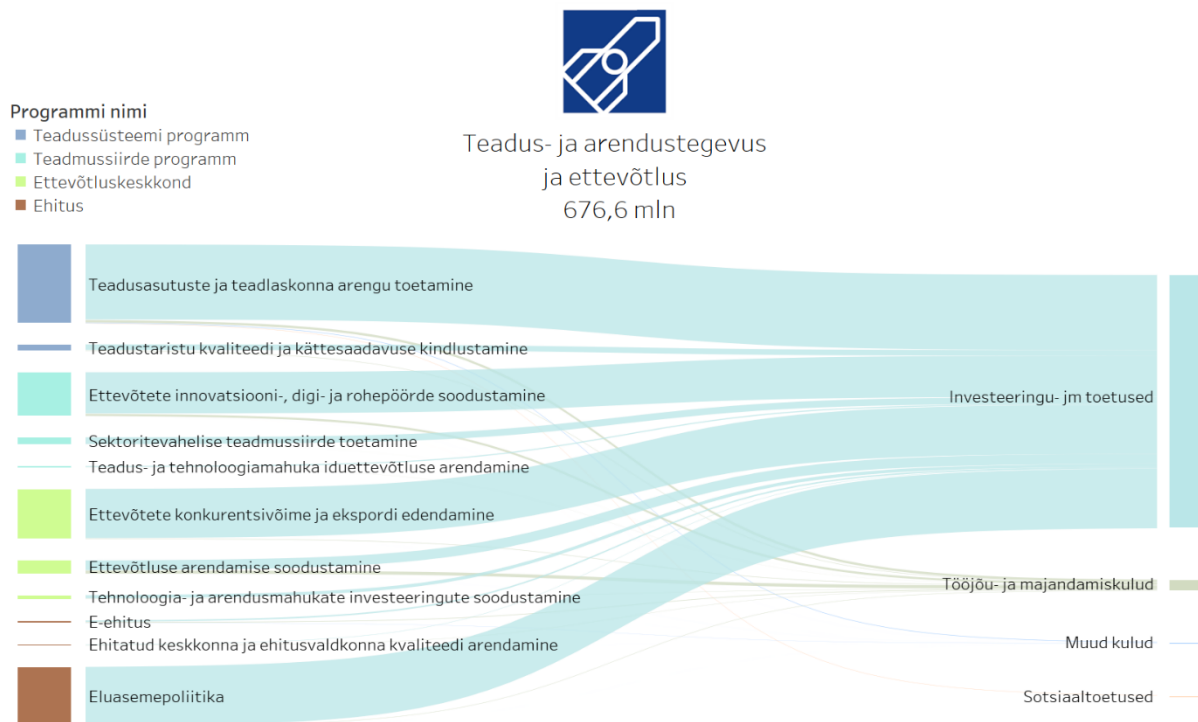 Programmi nimi
Teadussüsteemi programm
Teadmussiirde programm
Ettevõtluskeskkond
Ehitus
Teadus- ja arendustegevus
ja ettevõtlus
676,6 mln
Teadusasutuste ja teadlaskonna arengu toetamine
Teadustaristu kvaliteedi ja kättesaadavuse kindlustamine
Ettevõtete innovatsiooni-, digi- ja rohepöörde soodustamine
Sektoritevahelise teadmussiirde toetamine
Teadus- ja tehnoloogiamahuka iduettevõtluse arendamine
Ettevõtete konkurentsivõime ja ekspordi edendamine
Ettevõtluse arendamise soodustamine
Tehnoloogia- ja arendusmahukate investeeringute soodustamine
E-ehitus
Ehitatud keskkonna ja ehitusvaldkonna kvaliteedi arendamine
Eluasemepoliitika
Investeeringu- jm toetused
Tööjõu- ja majandamiskulud
Muud kulud
Sotsiaaltoetused